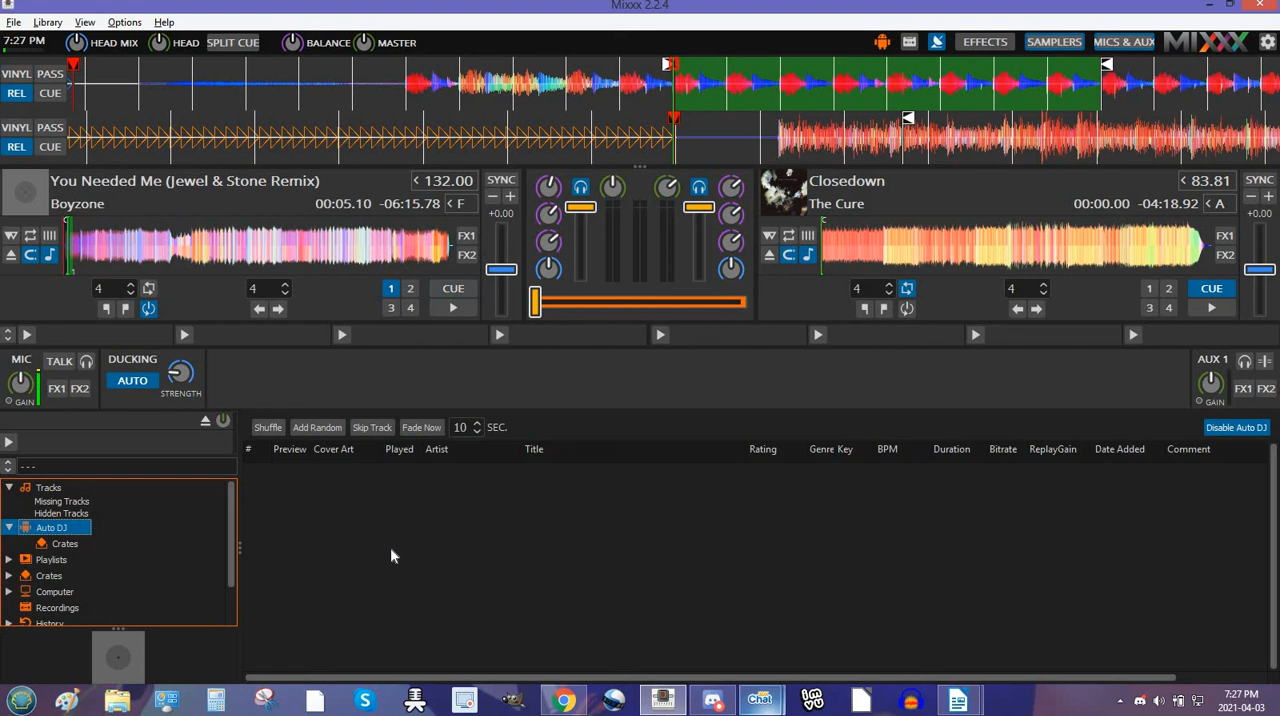 Mixxx 2.2.4
File Library View Options Help
7:27 PM HEAD MIX HEAD SPLIT CUE BALANCE MASTER EFFECTS SAMPLERS MICS & AUX MIXXX
VINYL PASS
REL CUE
VINYL PASS
REL CUE
You Needed Me (Jewel & Stone Remix) 132.00 SYNC
Boyzone 00:05.10 -06:15.78 F +0.00
FX1
FX2
4 4 1 2 CUE
3 4
Closedown 83.81 SYNC
The Cure 00:00.00 -04:18.92 A +0.00
FX1
FX2
4 4 1 2 CUE
3 4
MIC TALK DUCKING AUX 1
AUTO
GAIN FX1 FX2 STRENGTH GAIN FX1 FX2
Shuffle Add Random Skip Track Fade Now 10 SEC. Disable Auto DJ
# Preview Cover Art Played Artist Title Rating Genre Key BPM Duration Bitrate ReplayGain Date Added Comment
---
Tracks
Missing Tracks
Hidden Tracks
Auto DJ
Crates
Playlists
Crates
Computer
Recordings
History
Chat
7:27 PM
2021-04-03